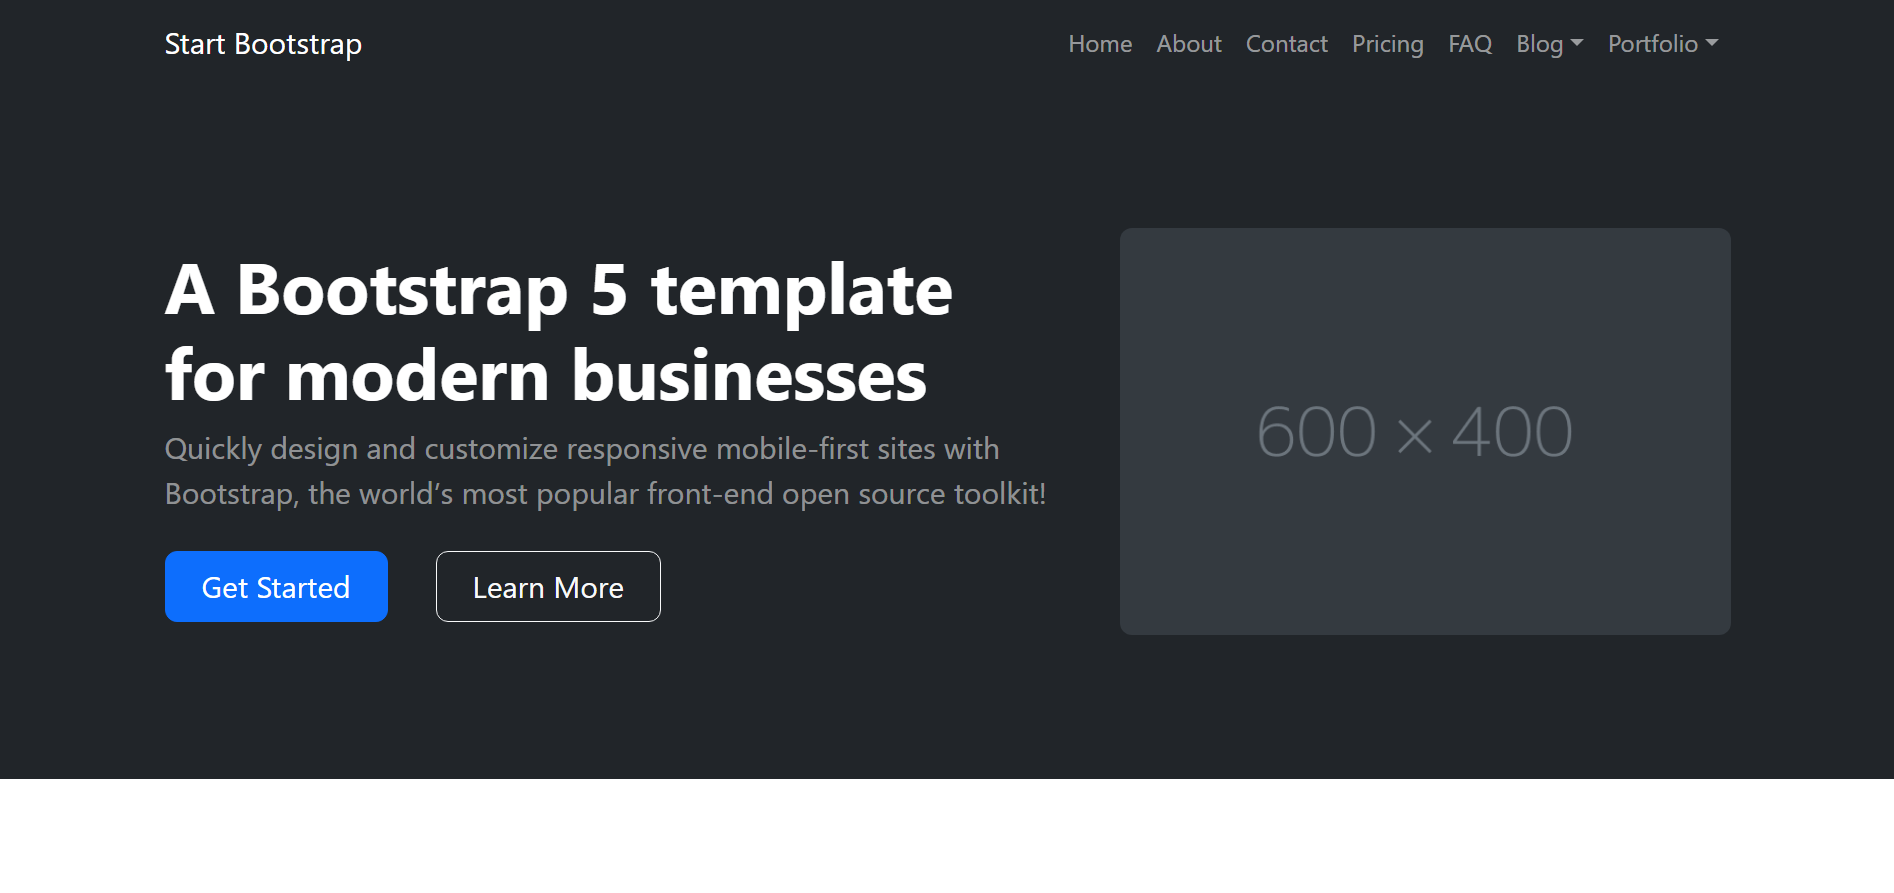 Start Bootstrap
Home About Contact Pricing FAQ Blog Portfolio
A Bootstrap 5 template
for modern businesses
Quickly design and customize responsive mobile-first sites with
Bootstrap, the world’s most popular front-end open source toolkit!
Get Started
Learn More
600 × 400